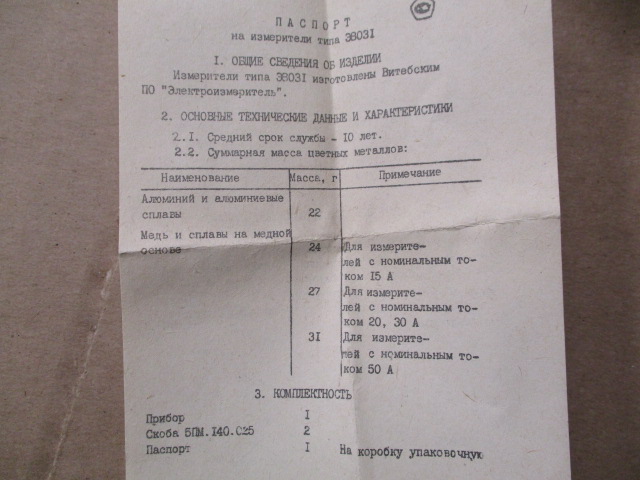 ПАСПОРТ
на измерители типа Э8031
1. ОБЩИЕ СВЕДЕНИЯ ОБ ИЗДЕЛИИ
Измерители типа Э8031 изготовлены Витебским
ПО "Электроизмеритель".
2. ОСНОВНЫЕ ТЕХНИЧЕСКИЕ ДАННЫЕ И ХАРАКТЕРИСТИКИ
2.1. Средний срок службы - 10 лет.
2.2. Суммарная масса цветных металлов:
Наименование Масса, г Примечание
Алюминий и алюминиевые
сплавы 22
Медь и сплавы на медной
основе 24 Для измерите-
лей с номинальным то-
ком 15 А
27 Для измерите-
лей с номинальным то-
ком 20, 30 А
31 Для измерите-
лей с номинальным то-
ком 50 А
3. КОМПЛЕКТНОСТЬ
Прибор 1
Скоба 5ПМ.140.025 2
Паспорт 1 На коробку упаковочную